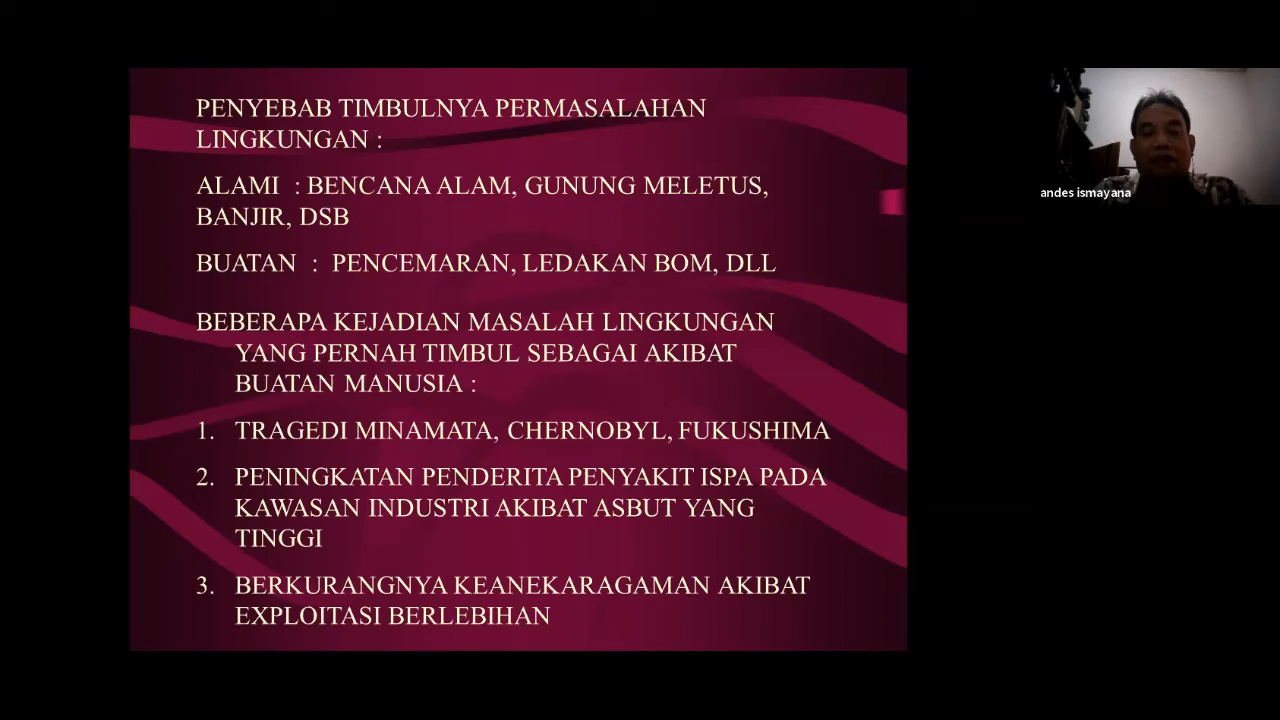 PENYEBAB TIMBULNYA PERMASALAHAN
LINGKUNGAN :
ALAMI : BENCANA ALAM, GUNUNG MELETUS,
BANJIR, DSB
BUATAN : PENCEMARAN, LEDAKAN BOM, DLL
BEBERAPA KEJADIAN MASALAH LINGKUNGAN
YANG PERNAH TIMBUL SEBAGAI AKIBAT
BUATAN MANUSIA :
1. TRAGEDI MINAMATA, CHERNOBYL, FUKUSHIMA
2. PENINGKATAN PENDERITA PENYAKIT ISPA PADA
KAWASAN INDUSTRI AKIBAT ASBUT YANG
TINGGI
3. BERKURANGNYA KEANEKARAGAMAN AKIBAT
EXPLOITASI BERLEBIHAN
andes ismayana